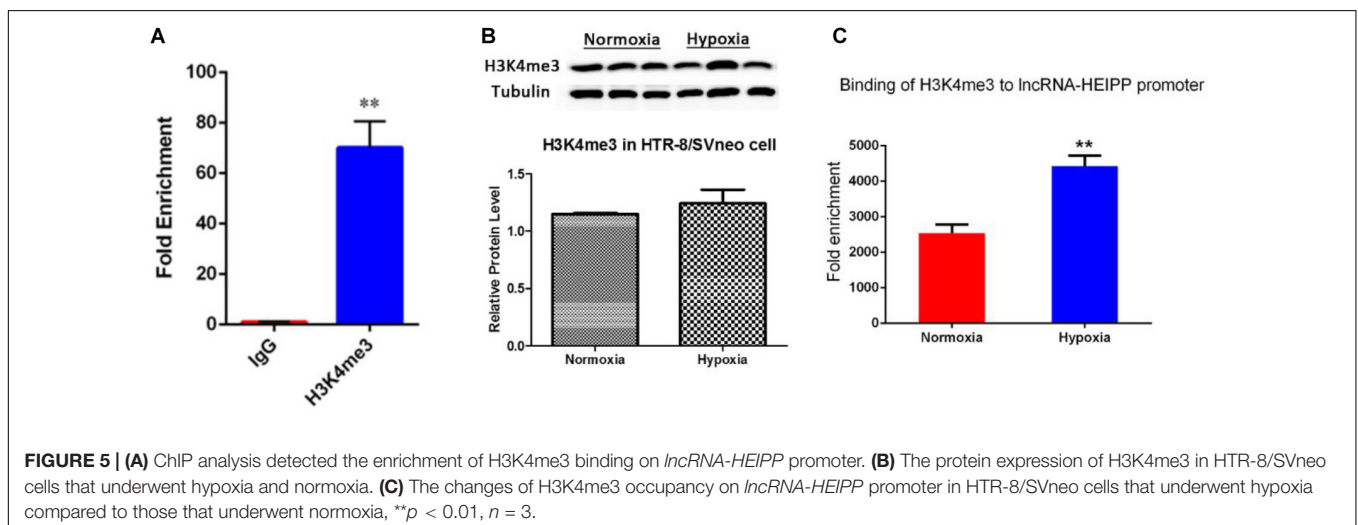 A
100
80
60
40
20
0
Fold Enrichment
**
IgG
H3K4me3
B
Normoxia Hypoxia
H3K4me3
Tubulin
H3K4me3 in HTR-8/SVneo cell
1.5
1.0
0.5
0.0
Relative Protein Level
Normoxia Hypoxia
C
Binding of H3K4me3 to lncRNA-HEIPP promoter
5000
4000
3000
2000
1000
0
Fold enrichment
**
Normoxia Hypoxia
FIGURE 5 | (A) ChIP analysis detected the enrichment of H3K4me3 binding on lncRNA-HEIPP promoter. (B) The protein expression of H3K4me3 in HTR-8/SVneo
cells that underwent hypoxia and normoxia. (C) The changes of H3K4me3 occupancy on lncRNA-HEIPP promoter in HTR-8/SVneo cells that underwent hypoxia
compared to those that underwent normoxia, **p < 0.01, n = 3.